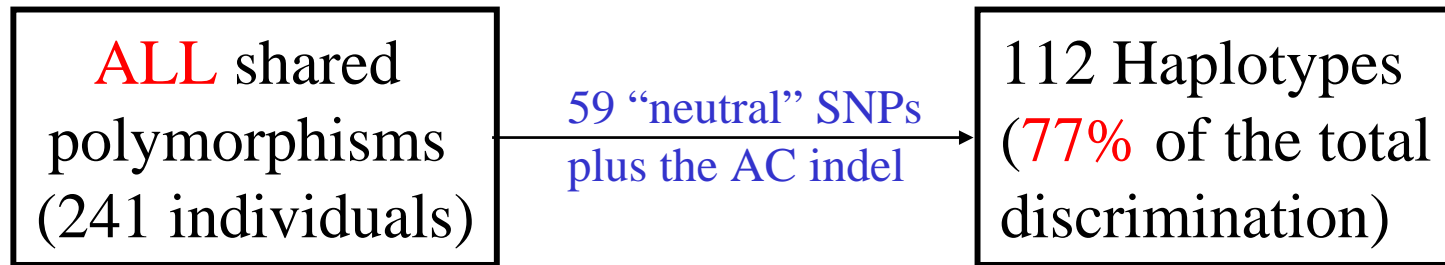 ALL shared
polymorphisms
(241 individuals)
59 “neutral” SNPs
plus the AC indel
112 Haplotypes
(77% of the total
discrimination)